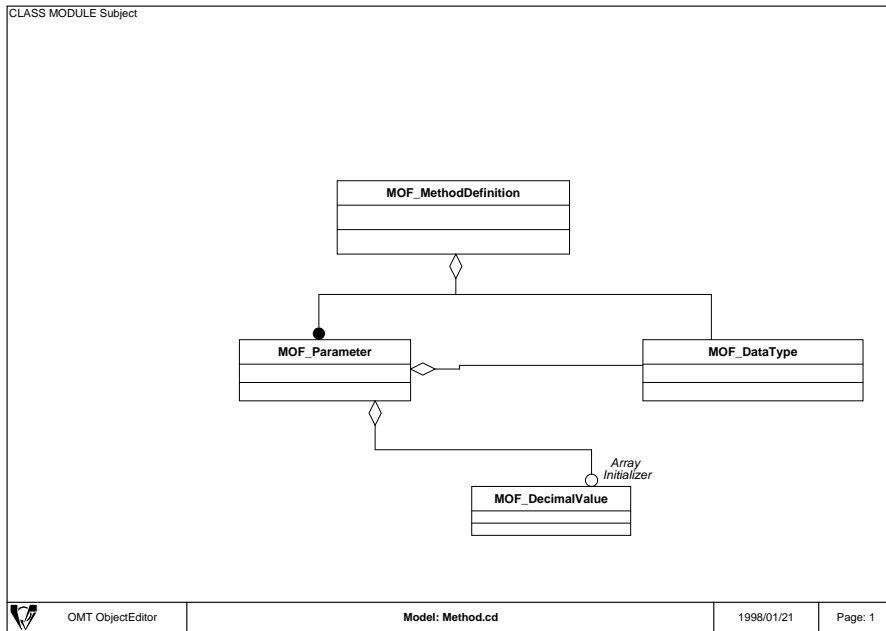 CLASS MODULE Subject
MOF_MethodDefinition
MOF_Parameter
MOF_DataType
Array
Initializer
MOF_DecimalValue
OMT ObjectEditor
Model: Method.cd
1998/01/21
Page: 1